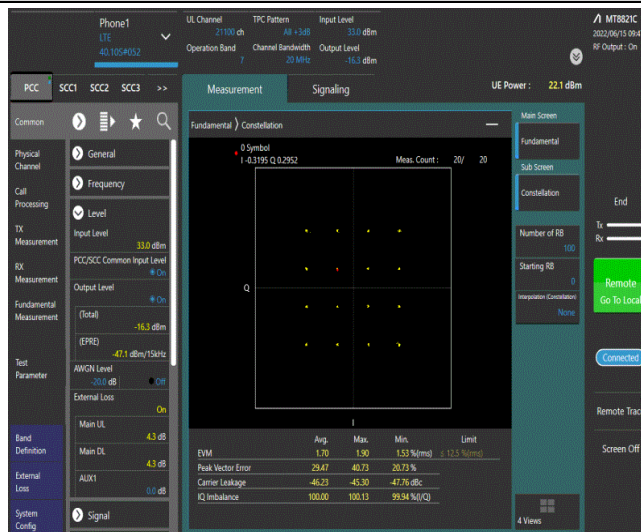 Phone1
LTE
40.105#052
UL Channel
21100 ch
Operation Band
7
TPC Pattern
All +3dB
Channel Bandwidth
20 MHz
Input Level
33.0 dBm
Output Level
-16.3 dBm
MT8821C
2022/06/15 09:4
RF Output : On
PCC SCC1 SCC2 SCC3 >>
Measurement
Signaling
UE Power : 22.1 dBm
Common
Physical
Channel
Call
Processing
TX
Measurement
RX
Measurement
Fundamental
Measurement
Test
Parameter
Band
Definition
External
Loss
System
Config
General
Frequency
Level
Input Level
33.0 dBm
PCC/SCC Common Input Level
On
Output Level
On
(Total)
-16.3 dBm
(EPRE)
-47.1 dBm/15kHz
AWGN Level
-20.0 dB Off
External Loss
On
Main UL
4.3 dB
Main DL
4.3 dB
AUX1
0.0 dB
Signal
Fundamental 〉 Constellation
0 Symbol
I -0.3195 Q 0.2952
Meas. Count : 20/ 20
Q
I
Avg. Max. Min. Limit
EVM 1.70 1.90 1.53 %(rms) ≤ 12.5 %(rms)
Peak Vector Error 29.47 40.73 20.73 %
Carrier Leakage -46.23 -45.30 -47.76 dBc
IQ Imbalance 100.00 100.13 99.94 %(I/Q)
Main Screen
Fundamental
Sub Screen
Constellation
Number of RB
100
Starting RB
0
Interpolation (Constellation)
None
4 Views
End
Tx
Rx
Remote
Go To Local
Connected
Remote Trac
Screen Off